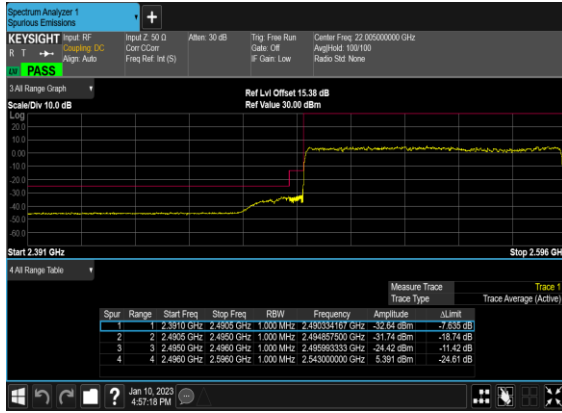 Spectrum Analyzer 1
Spurious Emissions
+
KEYSIGHT Input: RF Input Z: 50 Ω Atten: 30 dB Trig: Free Run Center Freq: 22.005000000 GHz
R T Coupling: DC Corr CCorr Gate: Off Avg|Hold: 100/100
Align: Auto Freq Ref: Int (S) IF Gain: Low Radio Std: None
PASS
3 All Range Graph
Ref Lvl Offset 15.38 dB
Scale/Div 10.0 dB Ref Value 30.00 dBm
Log
20.0
10.0
0.00
-10.0
-20.0
-30.0
-40.0
-50.0
-60.0
Start 2.391 GHz Stop 2.596 GH
4 All Range Table
Measure Trace Trace 1
Trace Type Trace Average (Active)
Spur Range Start Freq Stop Freq RBW Frequency Amplitude ΔLimit
1 1 2.3910 GHz 2.4905 GHz 1.000 MHz 2.490334167 GHz -32.64 dBm -7.635 dB
2 2 2.4905 GHz 2.4950 GHz 1.000 MHz 2.494857500 GHz -31.74 dBm -18.74 dB
3 3 2.4950 GHz 2.4960 GHz 1.000 MHz 2.495993333 GHz -24.42 dBm -11.42 dB
4 4 2.4960 GHz 2.5960 GHz 1.000 MHz 2.543000000 GHz 5.391 dBm -24.61 dB
? Jan 10, 2023
4:57:18 PM